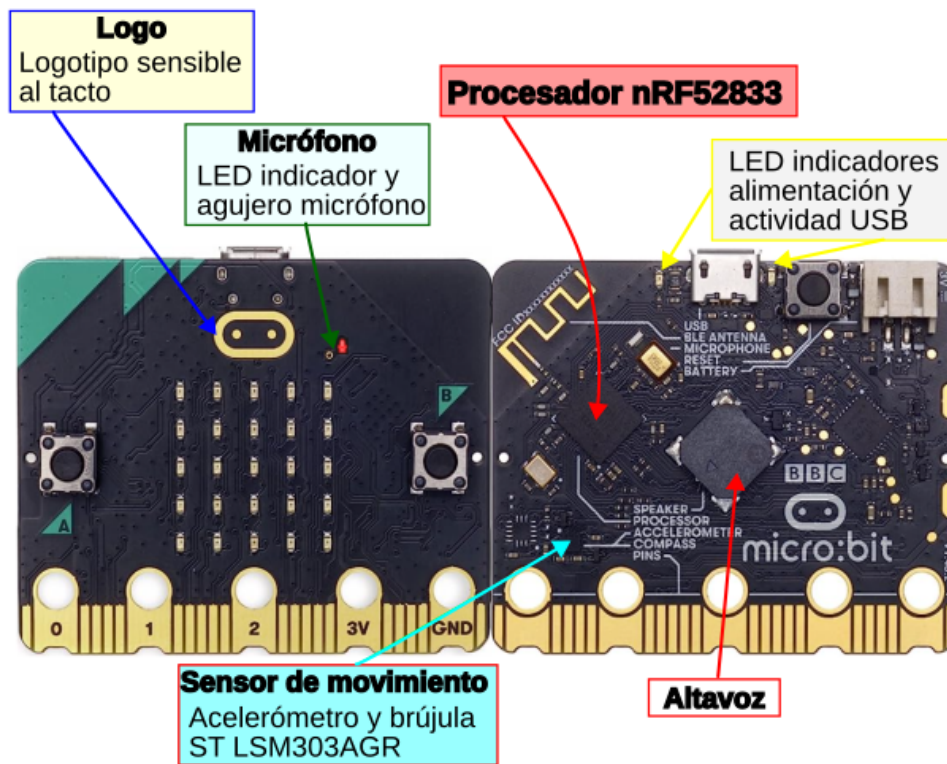 Logo
Logotipo sensible
al tacto
Procesador nRF52833
Micrófono
LED indicador y
agujero micrófono
LED indicadores
alimentación y
actividad USB
FCC ID
USB
BLE ANTENNA
MICROPHONE
RESET
BATTERY
B
A
BBC
SPEAKER
PROCESSOR
ACCELEROMETER
COMPASS
PINS
micro:bit
0
1
2
3V
GND
Sensor de movimiento
Acelerómetro y brújula
ST LSM303AGR
Altavoz